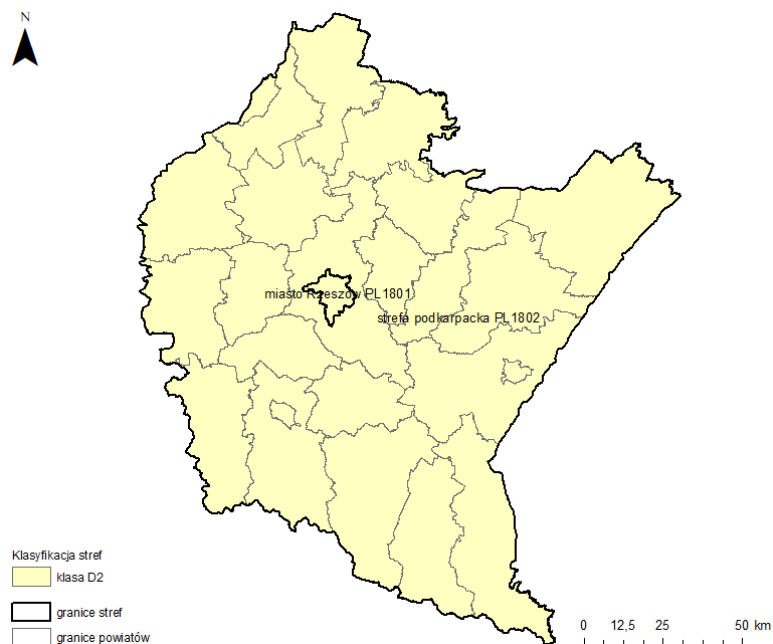 N
miasto Rzeszów PL1801
strefa podkarpacka PL1802
Klasyfikacja stref
klasa D2
granice stref
granice powiatów
0 12,5 25 50 km